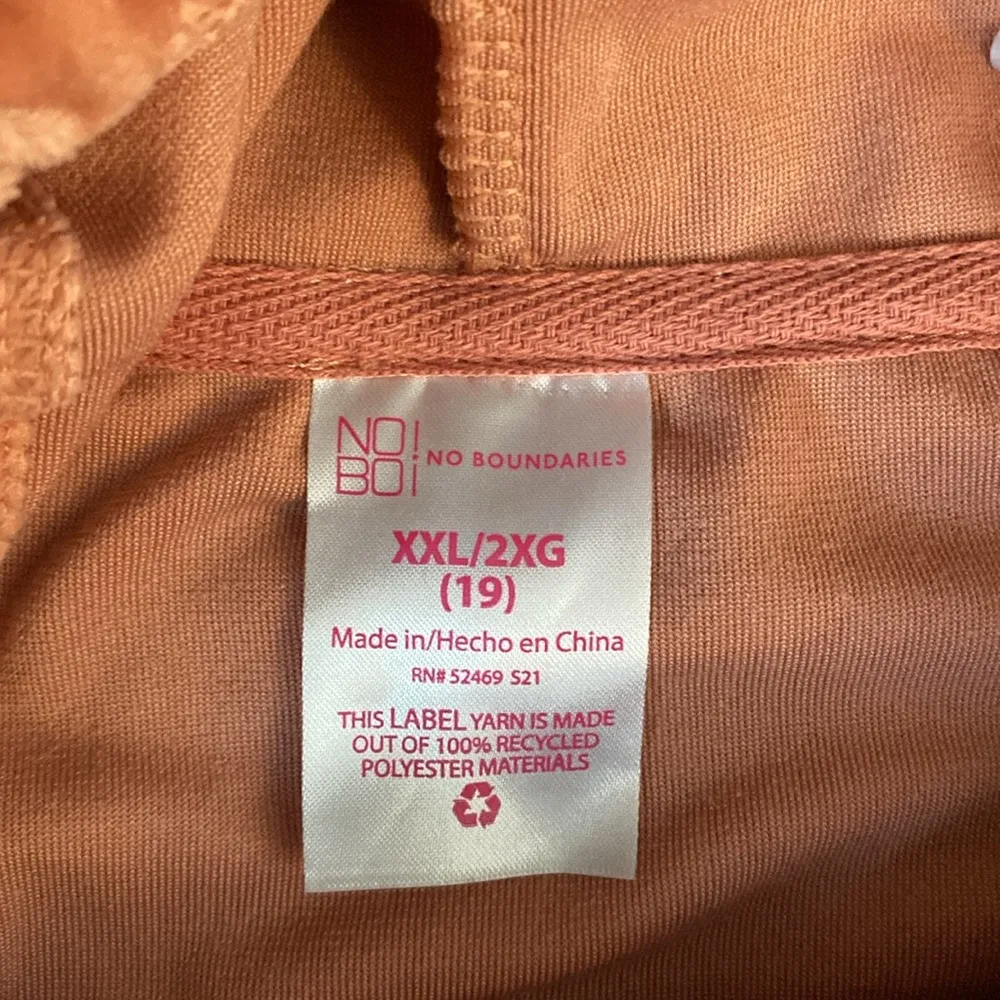 NO!
BO!
NO BOUNDARIES
XXL/2XG
(19)
Made in/Hecho en China
RN# 52469 S21
THIS LABEL YARN IS MADE
OUT OF 100% RECYCLED
POLYESTER MATERIALS